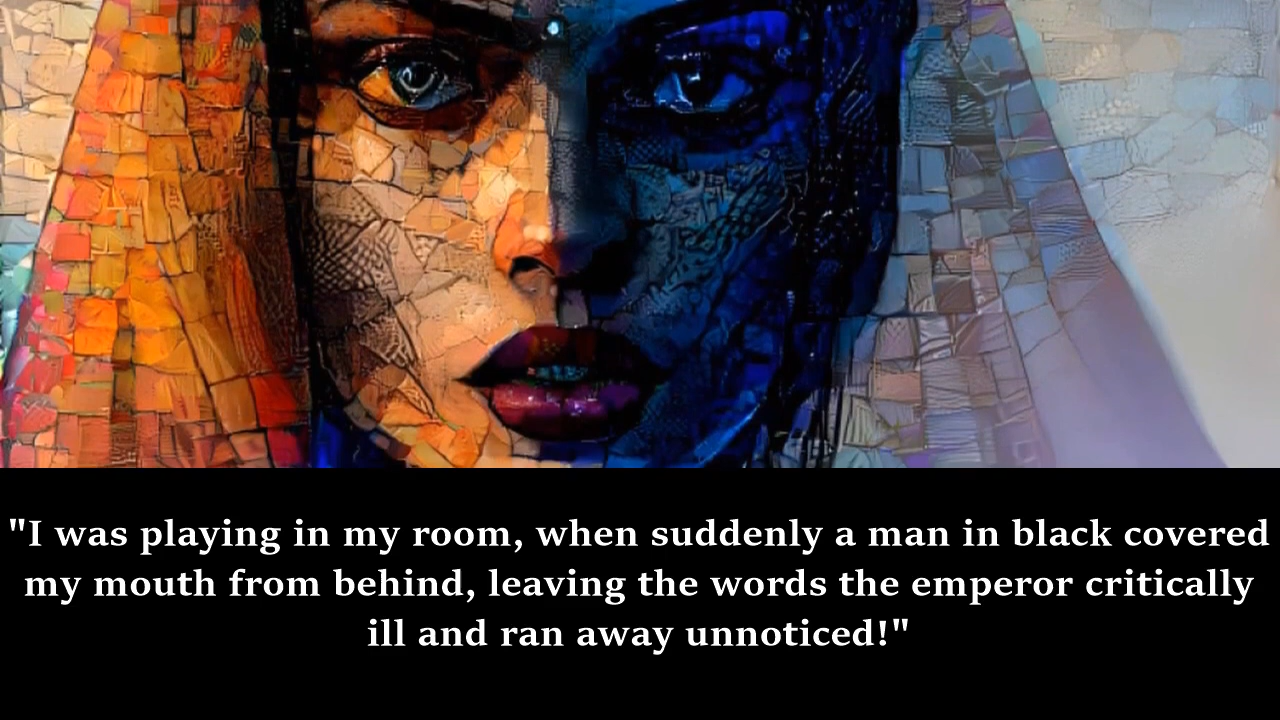 "I was playing in my room, when suddenly a man in black covered
my mouth from behind, leaving the words the emperor critically
ill and ran away unnoticed!"